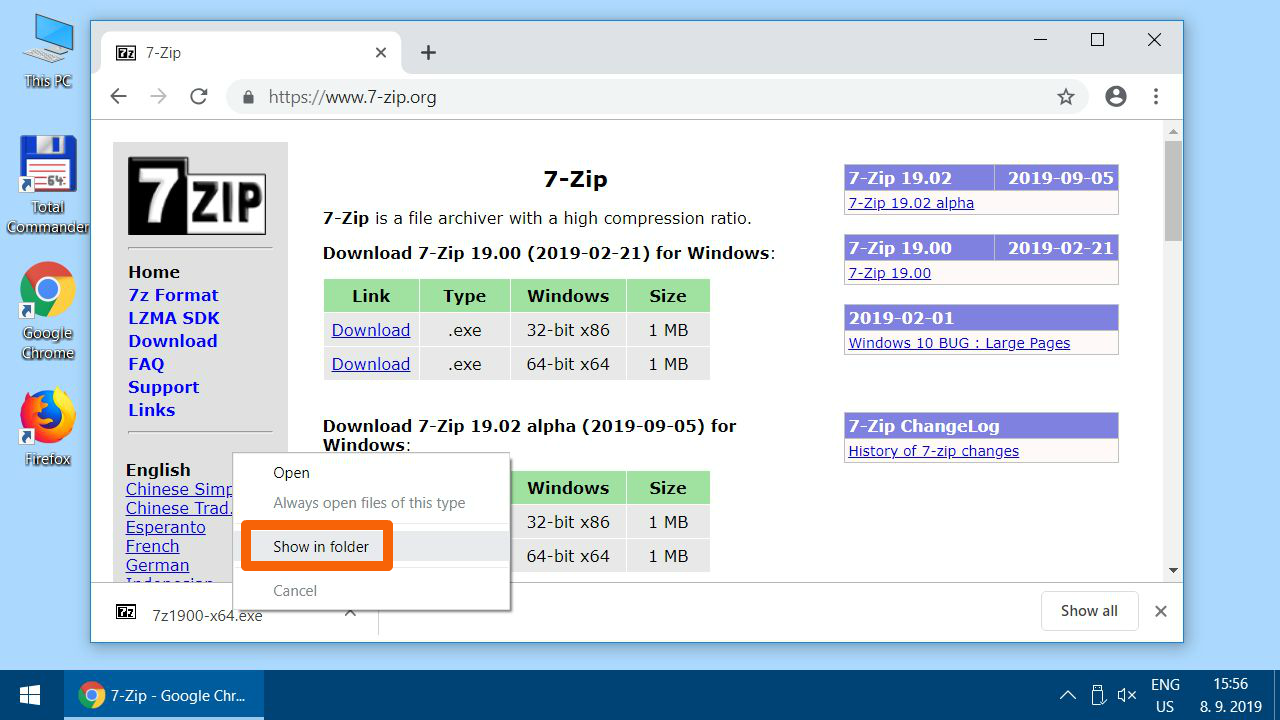 This PC
Total
Commander
Google
Chrome
Firefox
7-Zip
https://www.7-zip.org
7ZIP
Home
7z Format
LZMA SDK
Download
FAQ
Support
Links
English
Chinese Simp
Chinese Trad.
Esperanto
French
German
7-Zip
7-Zip is a file archiver with a high compression ratio.
Download 7-Zip 19.00 (2019-02-21) for Windows:
Link Type Windows Size
Download .exe 32-bit x86 1 MB
Download .exe 64-bit x64 1 MB
Download 7-Zip 19.02 alpha (2019-09-05) for
Windows:
Windows Size
32-bit x86 1 MB
64-bit x64 1 MB
7-Zip 19.02 2019-09-05
7-Zip 19.02 alpha
7-Zip 19.00 2019-02-21
7-Zip 19.00
2019-02-01
Windows 10 BUG : Large Pages
7-Zip ChangeLog
History of 7-zip changes
Open
Always open files of this type
Show in folder
Cancel
7z1900-x64.exe
Show all
7-Zip - Google Chr...
ENG
US
15:56
8. 9. 2019